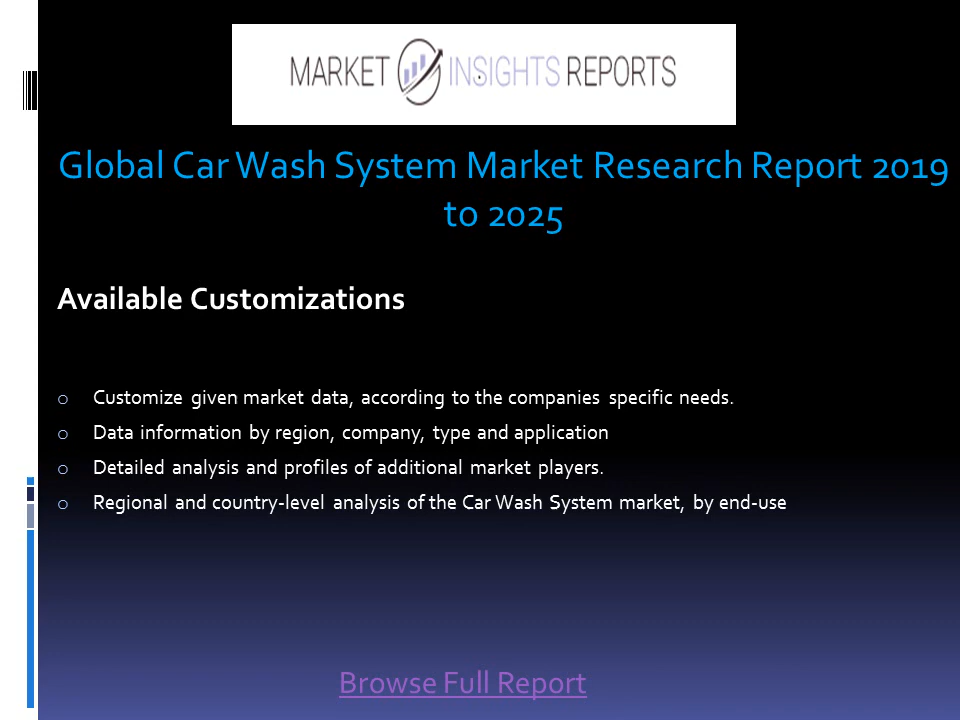 MARKET INSIGHTS REPORTS
Global Car Wash System Market Research Report 2019
to 2025
Available Customizations
o Customize given market data, according to the companies specific needs.
o Data information by region, company, type and application
o Detailed analysis and profiles of additional market players.
o Regional and country-level analysis of the Car Wash System market, by end-use
Browse Full Report